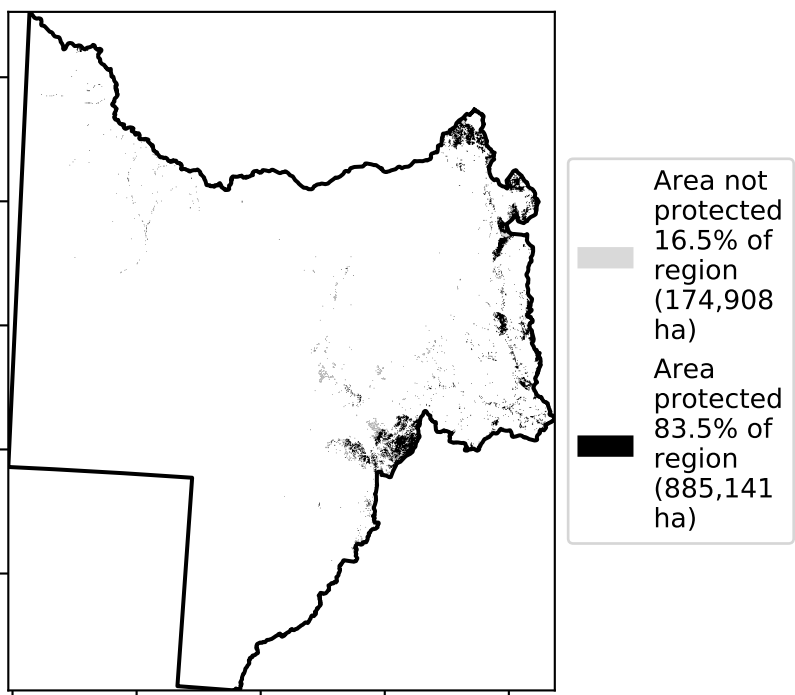 Area not
protected
16.5% of
region
(174,908
ha)
Area
protected
83.5% of
region
(885,141
ha)